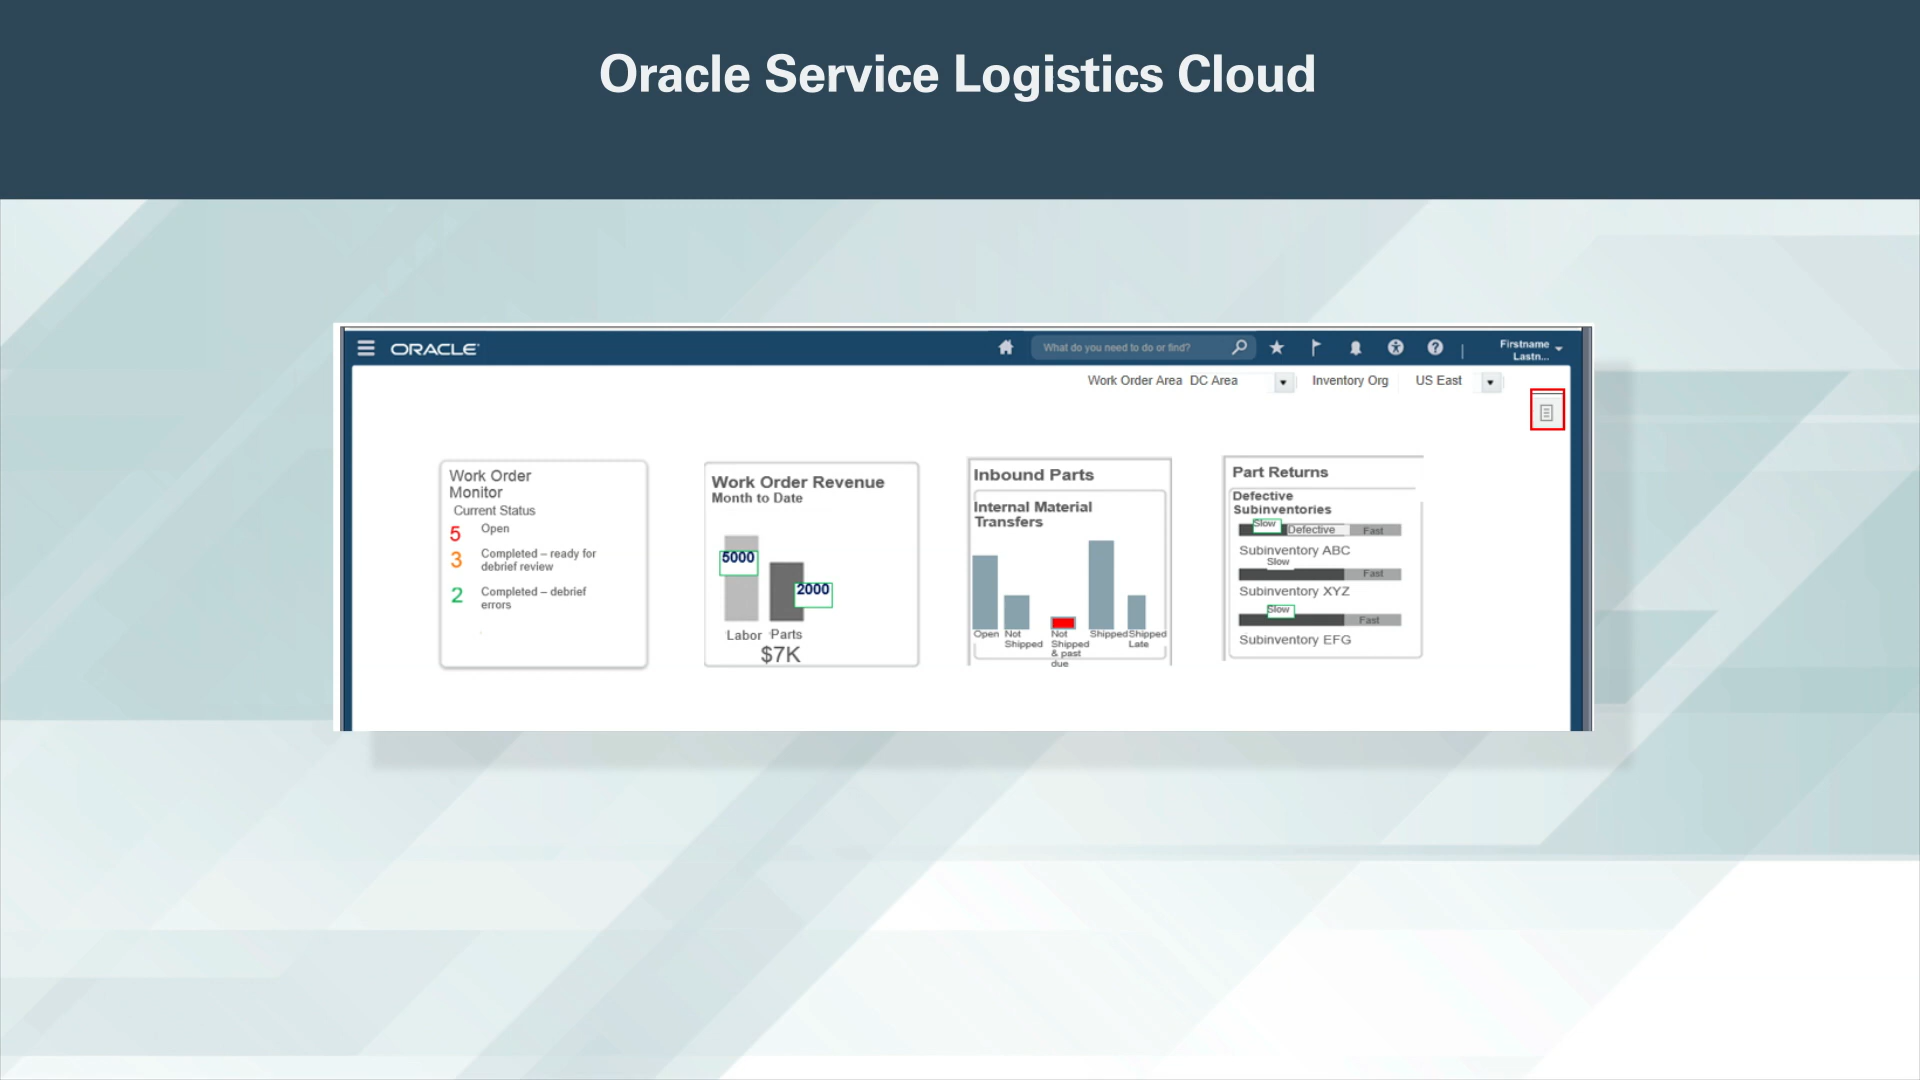 Oracle Service Logistics Cloud
ORACLE
What do you need to do or find?
Firstname
Lastn...
Work Order Area DC Area
Inventory Org US East
Work Order
Monitor
Current Status
5 Open
3 Completed – ready for
debrief review
2 Completed – debrief
errors
Work Order Revenue
Month to Date
5000
2000
Labor Parts
$7K
Inbound Parts
Internal Material
Transfers
Open
Not
Shipped
Not
Shipped
& past
due
Shipped
Shipped
Late
Part Returns
Defective
Subinventories
Slow Defective Fast
Subinventory ABC
Slow
Fast
Subinventory XYZ
Slow
Fast
Subinventory EFG